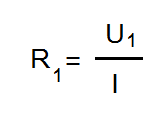 R₁ = U₁ / I